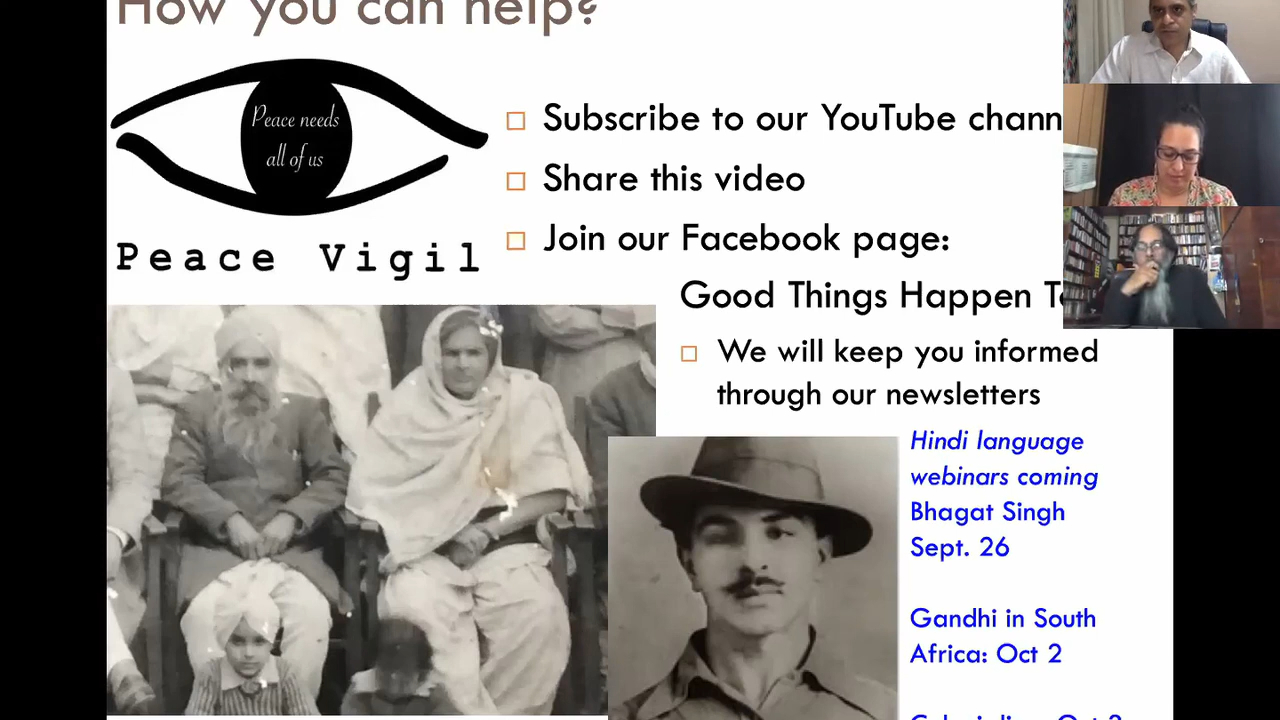 How you can help?
Peace needs
all of us
Peace Vigil
Subscribe to our YouTube chann
Share this video
Join our Facebook page:
Good Things Happen
We will keep you informed
through our newsletters
Hindi language
webinars coming
Bhagat Singh
Sept. 26
Gandhi in South
Africa: Oct 2